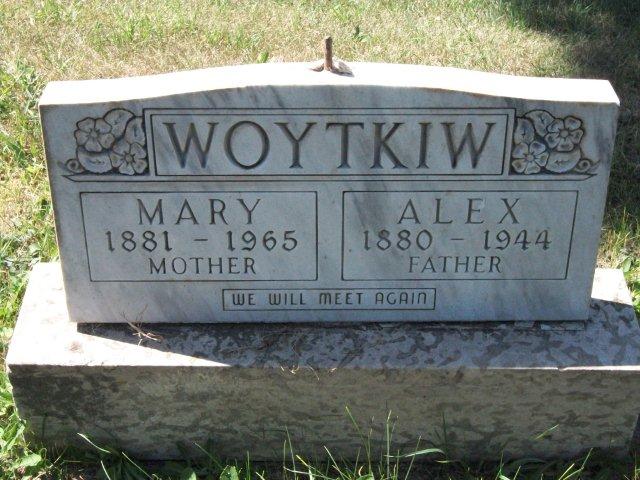 WOYTKIW
MARY
1881 - 1965
MOTHER
ALEX
1880 - 1944
FATHER
WE WILL MEET AGAIN